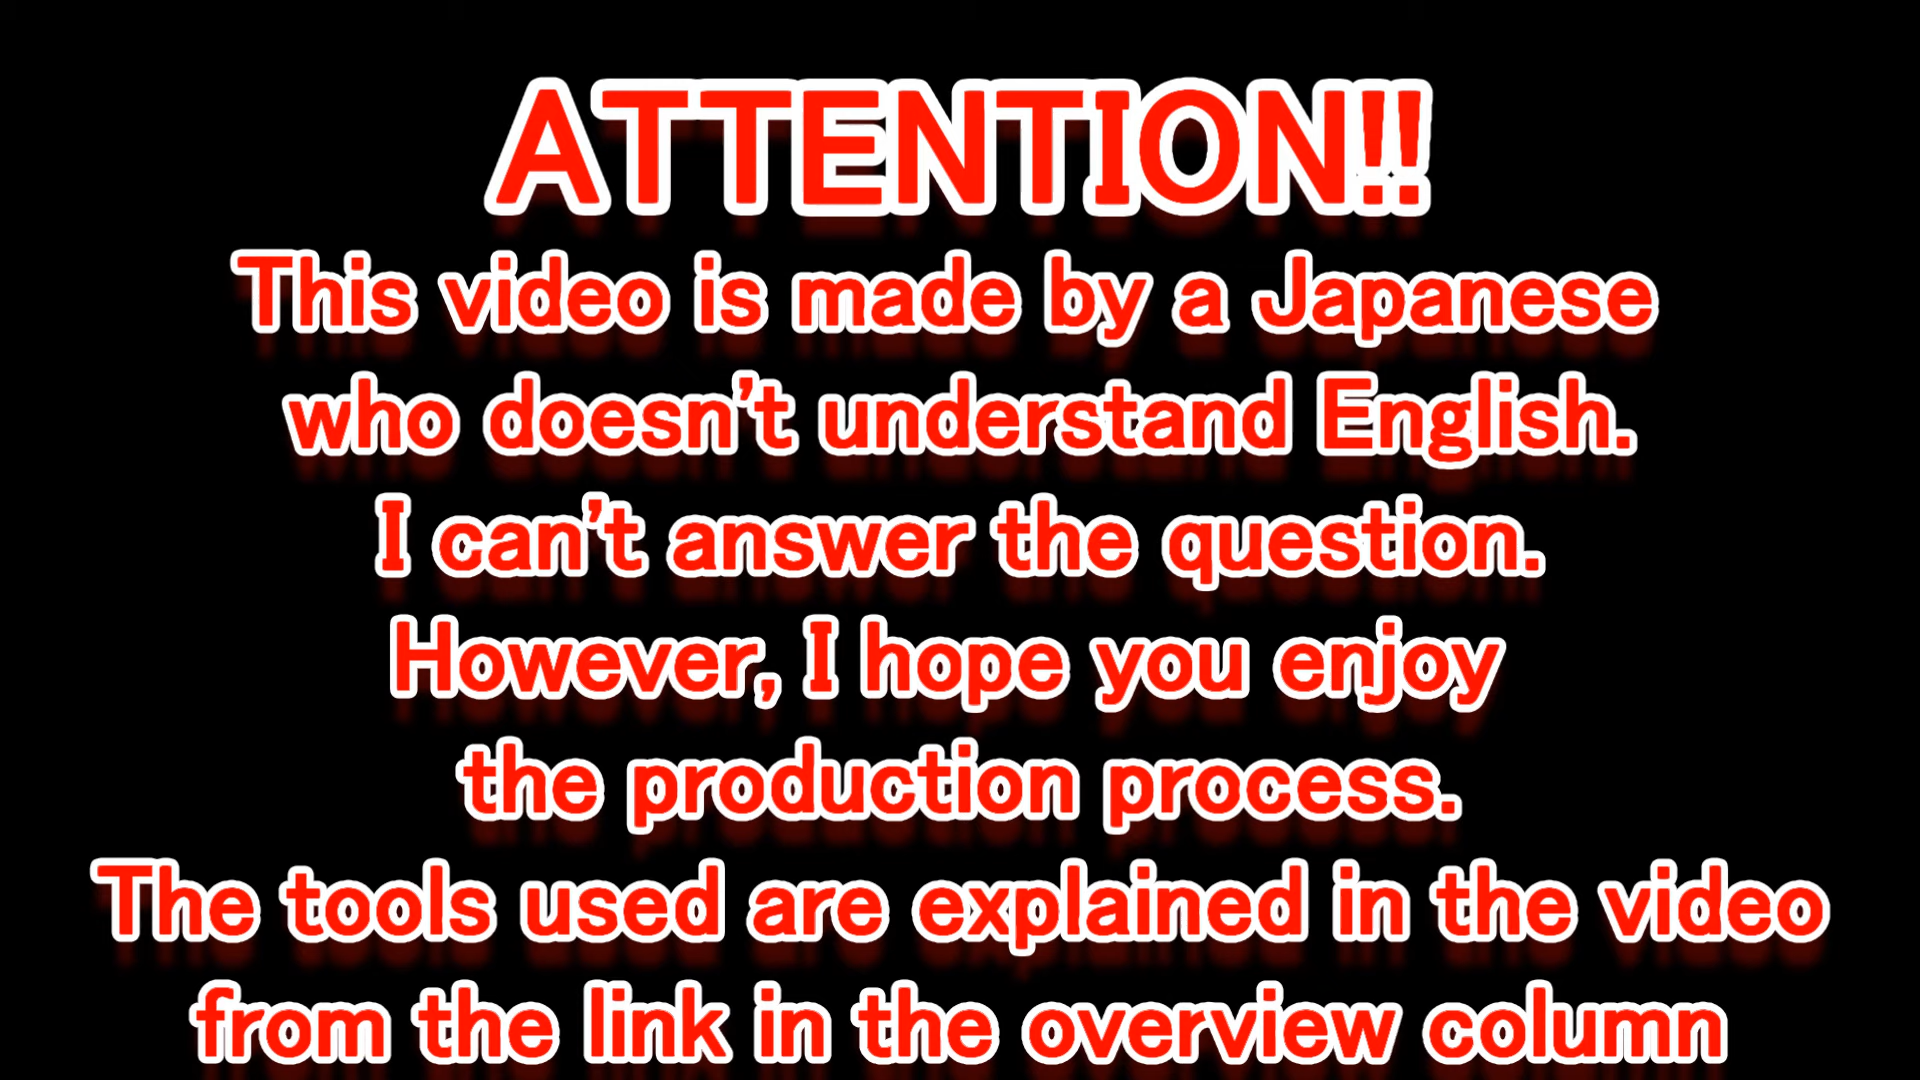 ATTENTION!!
This video is made by a Japanese
who doesn't understand English.
I can't answer the question.
However, I hope you enjoy
the production process.
The tools used are explained in the video
from the link in the overview column